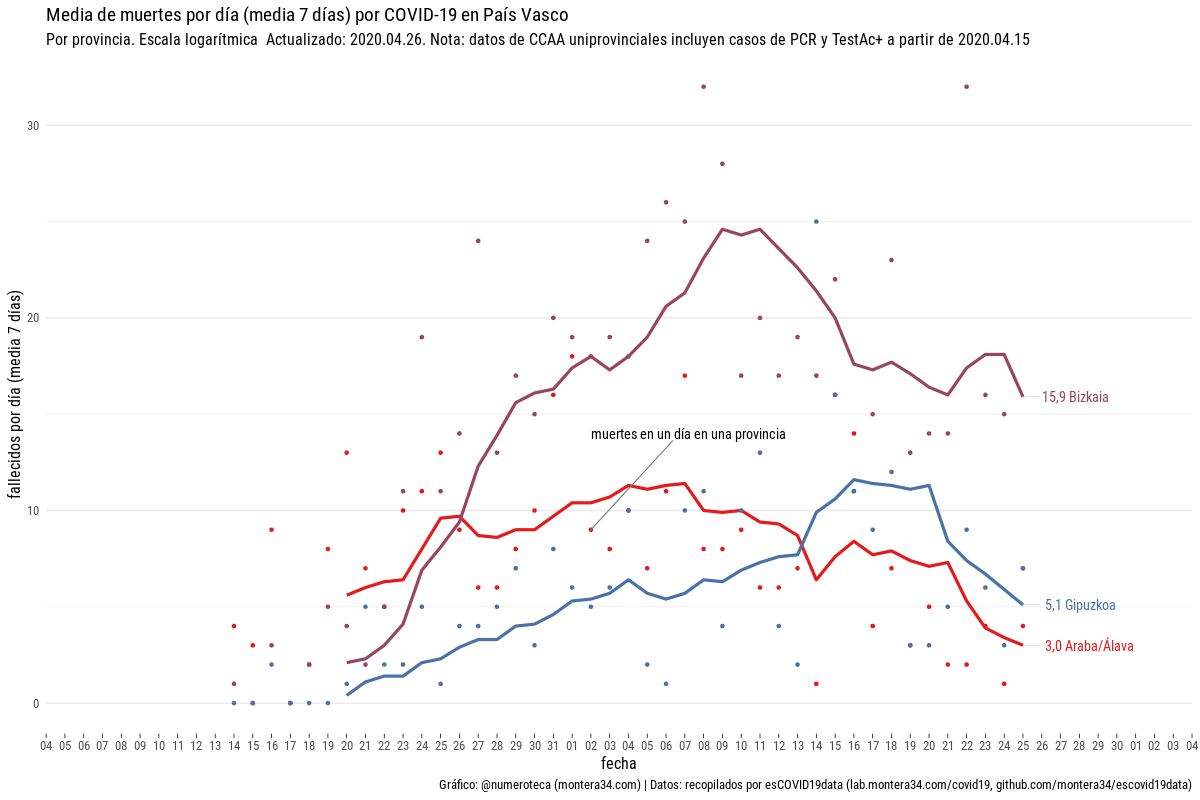 Media de muertes por día (media 7 días) por COVID-19 en País Vasco
Por provincia. Escala logarítmica  Actualizado: 2020.04.26. Nota: datos de CCAA uniprovinciales incluyen casos de PCR y TestAc+ a partir de 2020.04.15
fallecidos por día (media 7 días)
30
20
10
0
muertes en un día en una provincia
15,9 Bizkaia
5,1 Gipuzkoa
3,0 Araba/Álava
04 05 06 07 08 09 10 11 12 13 14 15 16 17 18 19 20 21 22 23 24 25 26 27 28 29 30 31 01 02 03 04 05 06 07 08 09 10 11 12 13 14 15 16 17 18 19 20 21 22 23 24 25 26 27 28 29 30 01 02 03 04
fecha
Gráfico: @numeroteca (montera34.com) | Datos: recopilados por esCOVID19data (lab.montera34.com/covid19, github.com/montera34/escovid19data)